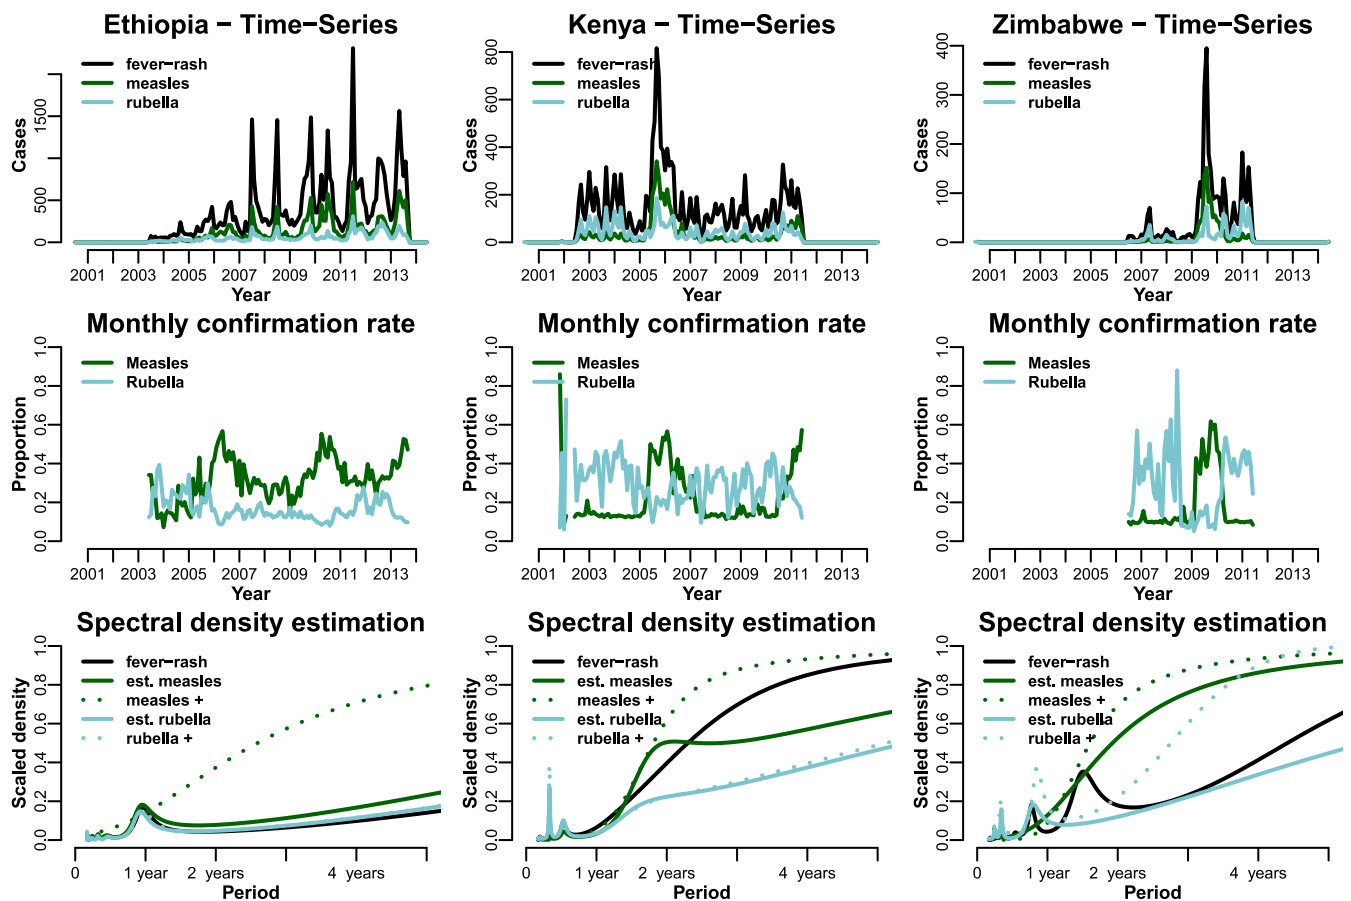 Ethiopia − Time−Series
Kenya − Time−Series
Zimbabwe − Time−Series
Cases
0
500
1500
fever−rash
measles
rubella
2001 2003 2005 2007 2009 2011 2013
Year
Cases
0
200
400
600
800
fever−rash
measles
rubella
2001 2003 2005 2007 2009 2011 2013
Year
Cases
0
100
200
300
400
fever−rash
measles
rubella
2001 2003 2005 2007 2009 2011 2013
Year
Monthly confirmation rate
Monthly confirmation rate
Monthly confirmation rate
Proportion
0.0
0.2
0.4
0.6
0.8
1.0
Measles
Rubella
2001 2003 2005 2007 2009 2011 2013
Year
Proportion
0.0
0.2
0.4
0.6
0.8
1.0
Measles
Rubella
2001 2003 2005 2007 2009 2011 2013
Year
Proportion
0.0
0.2
0.4
0.6
0.8
1.0
Measles
Rubella
2001 2003 2005 2007 2009 2011 2013
Year
Spectral density estimation
Spectral density estimation
Spectral density estimation
Scaled density
0.0
0.2
0.4
0.6
0.8
1.0
fever−rash
est. measles
measles +
est. rubella
rubella +
0 1 year 2 years 4 years
Period
Scaled density
0.0
0.2
0.4
0.6
0.8
1.0
fever−rash
est. measles
measles +
est. rubella
rubella +
0 1 year 2 years 4 years
Period
Scaled density
0.0
0.2
0.4
0.6
0.8
1.0
fever−rash
est. measles
measles +
est. rubella
rubella +
0 1 year 2 years 4 years
Period